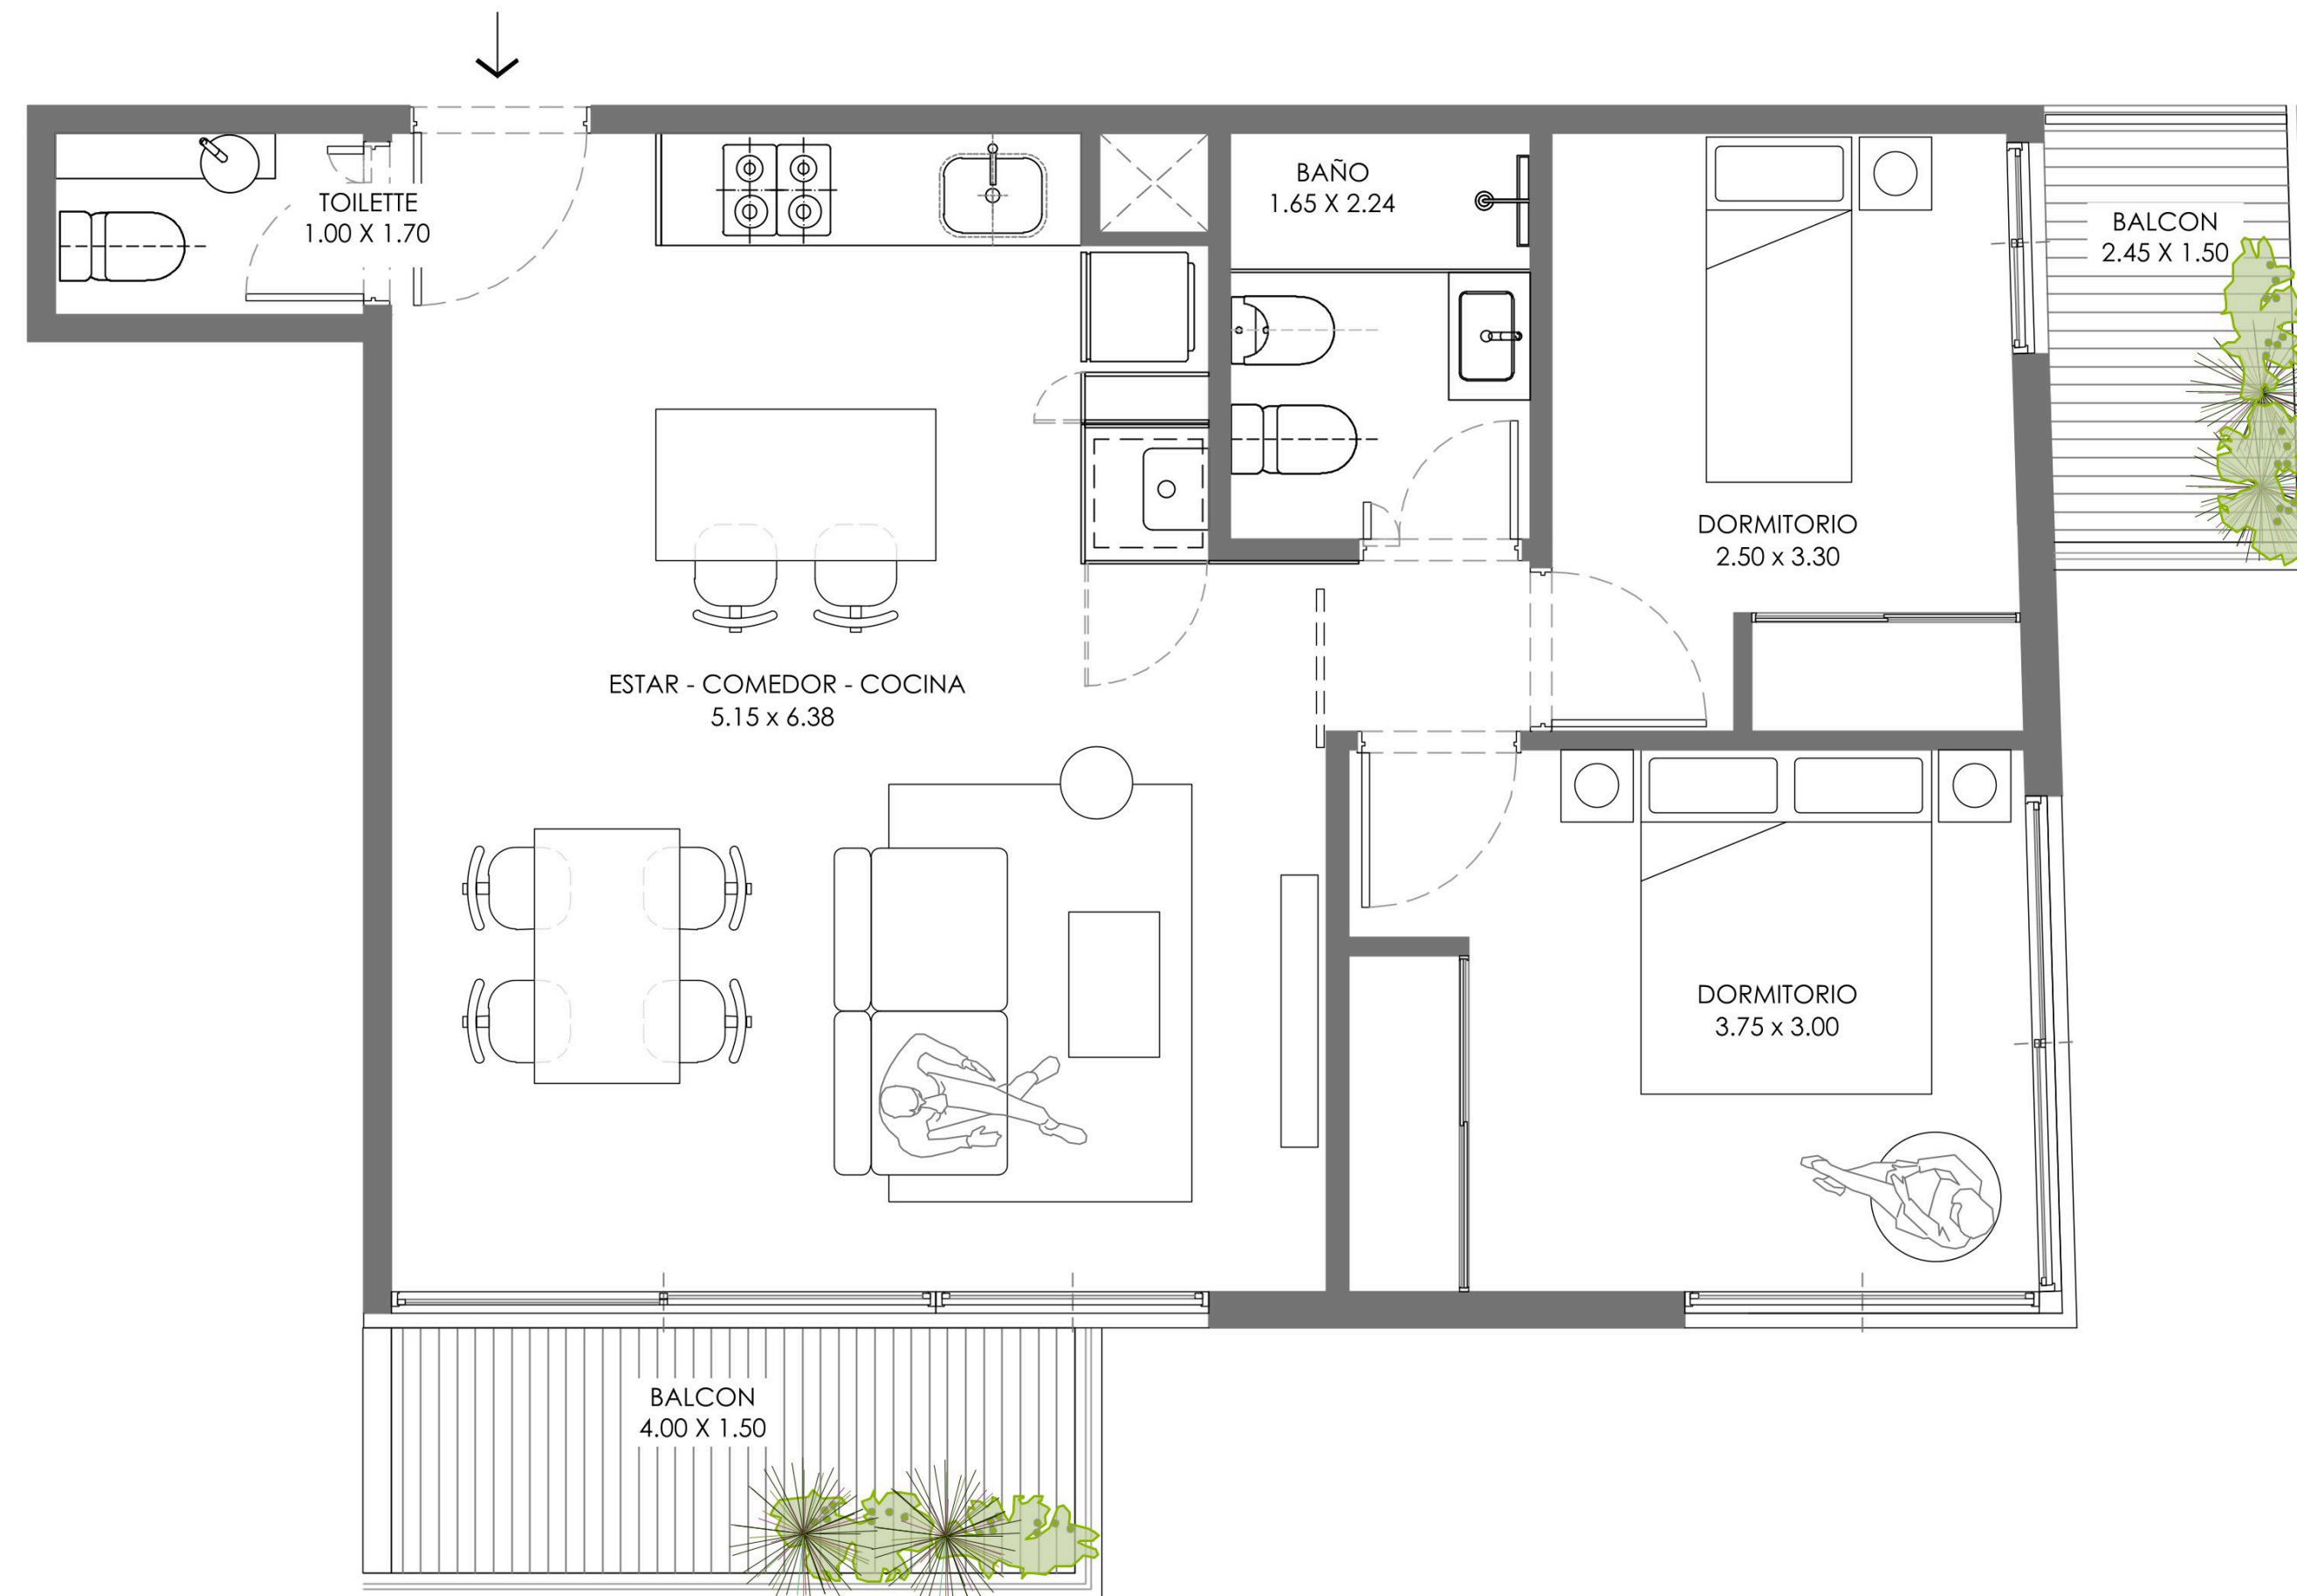 TOILETTE
1.00 X 1.70
BAÑO
1.65 X 2.24
BALCON
2.45 X 1.50
DORMITORIO
2.50 x 3.30
ESTAR - COMEDOR - COCINA
5.15 x 6.38
DORMITORIO
3.75 x 3.00
BALCON
4.00 X 1.50